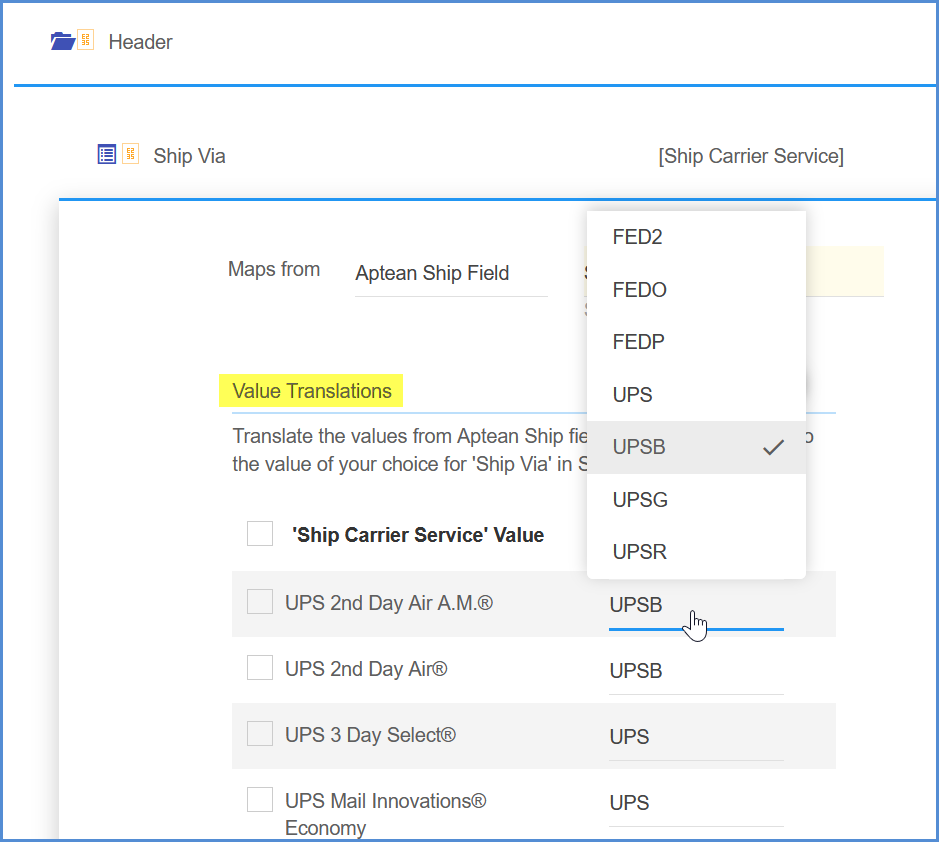 Header
Ship Via [Ship Carrier Service]
Maps from Aptean Ship Field
FED2
FEDO
FEDP
UPS
UPSB
UPSG
UPSR
Value Translations
Translate the values from Aptean Ship
the value of your choice for 'Ship Via' in
'Ship Carrier Service' Value
UPS 2nd Day Air A.M.® UPSB
UPS 2nd Day Air® UPSB
UPS 3 Day Select® UPS
UPS Mail Innovations® UPS
Economy